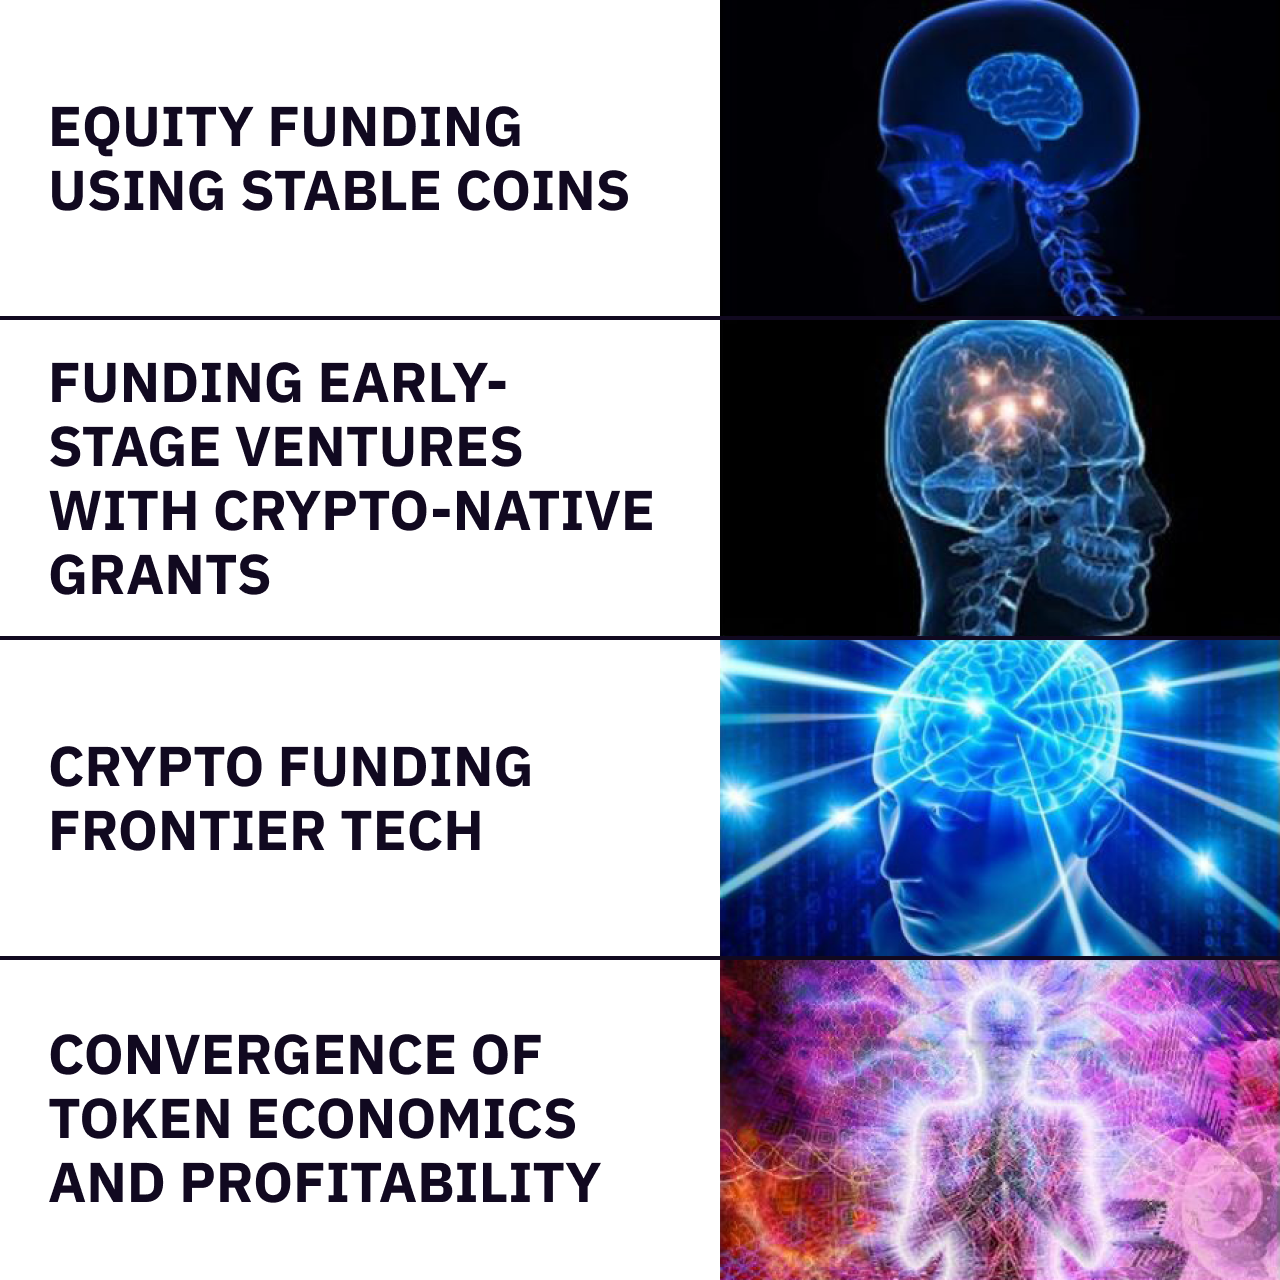 EQUITY FUNDING
USING STABLE COINS
FUNDING EARLY-
STAGE VENTURES
WITH CRYPTO-NATIVE
GRANTS
CRYPTO FUNDING
FRONTIER TECH
CONVERGENCE OF
TOKEN ECONOMICS
AND PROFITABILITY